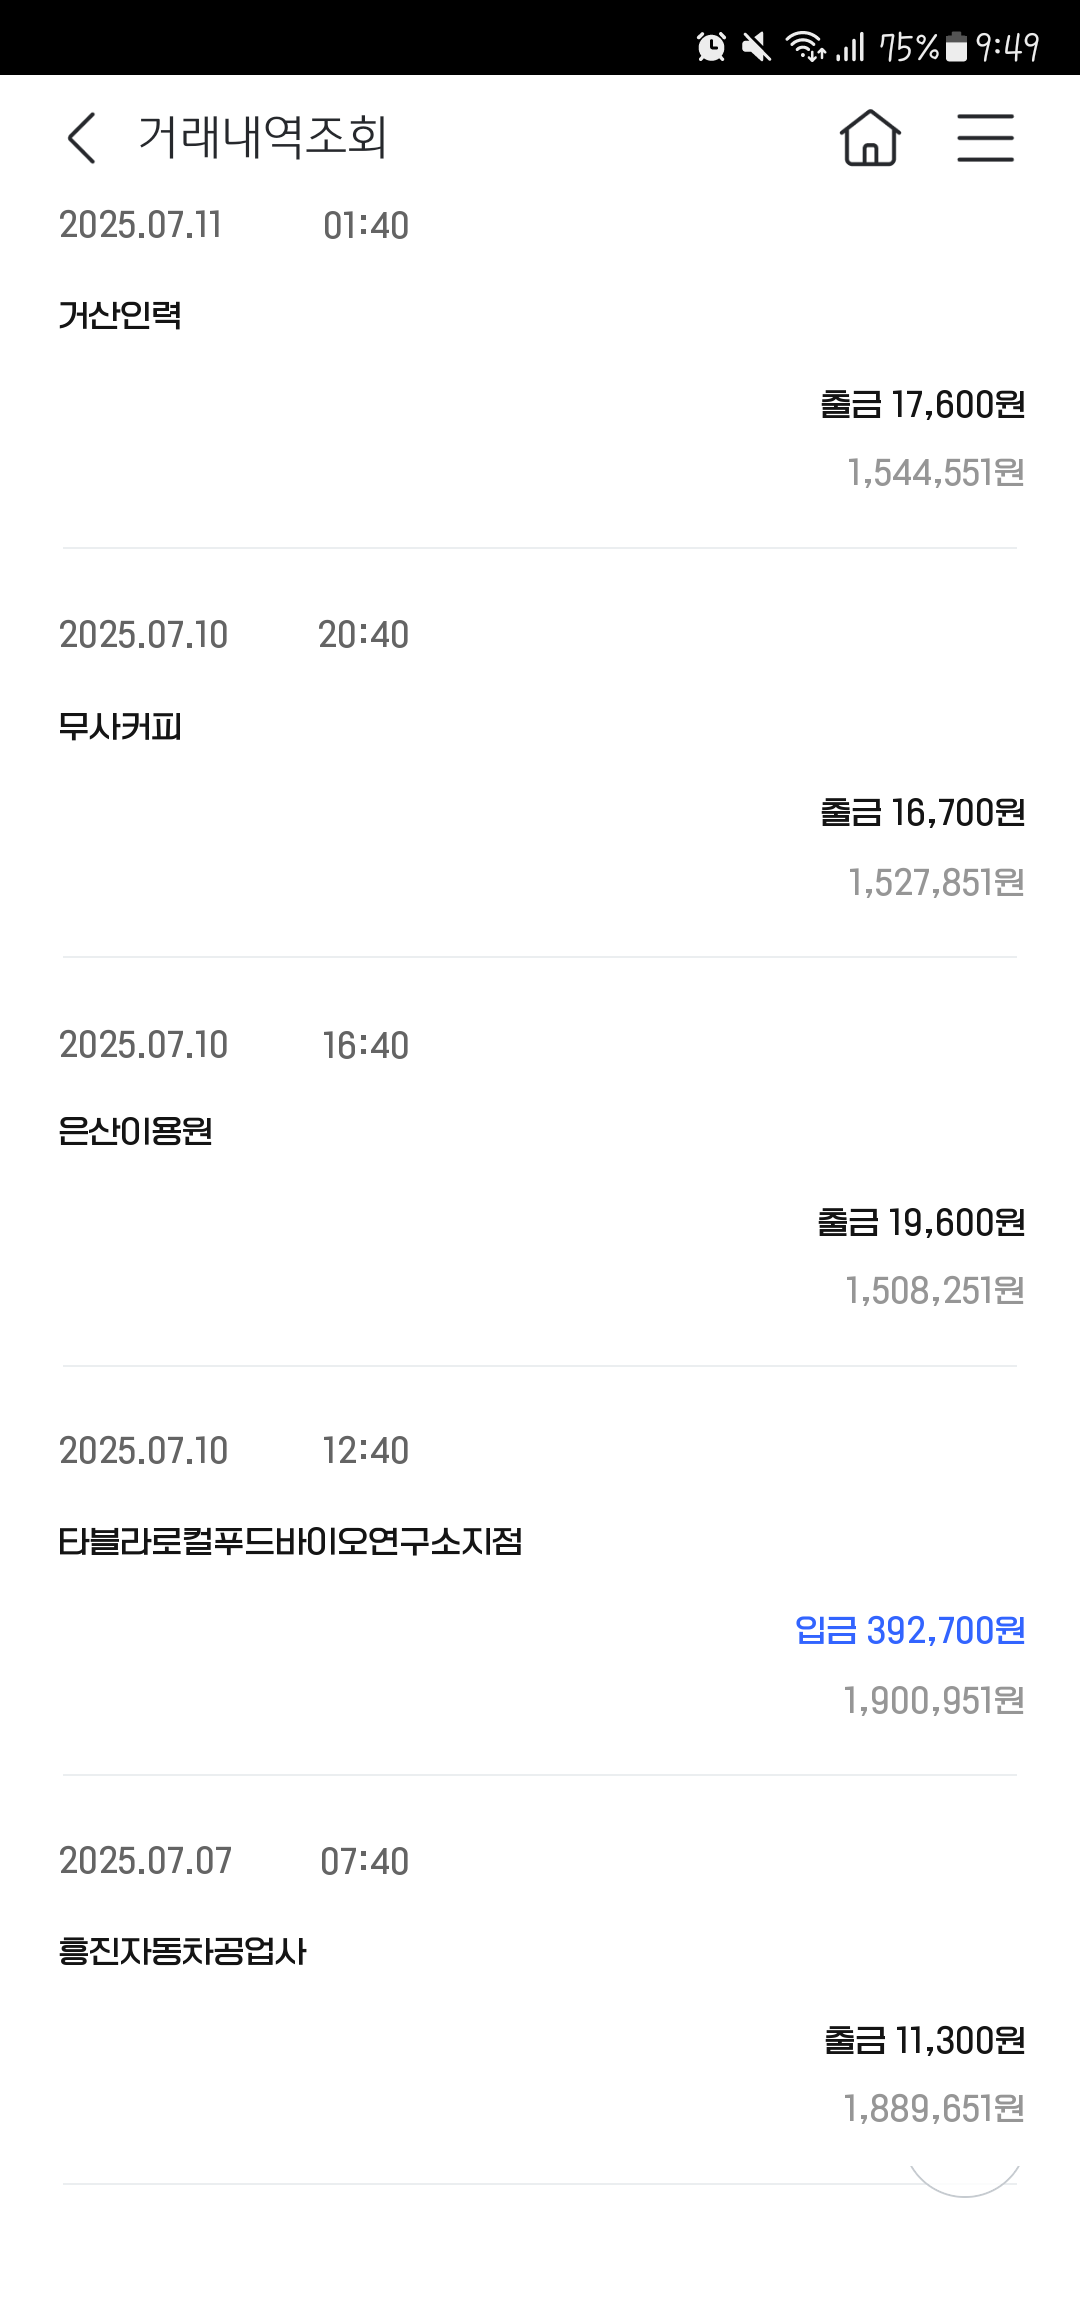 75% 9:49
거래내역조회
2025.07.11 01:40
거산인력
출금 17,600원
1,544,551원
2025.07.10 20:40
무사커피
출금 16,700원
1,527,851원
2025.07.10 16:40
은산이용원
출금 19,600원
1,508,251원
2025.07.10 12:40
타블라로컬푸드바이오연구소지점
입금 392,700원
1,900,951원
2025.07.07 07:40
흥진자동차공업사
출금 11,300원
1,889,651원